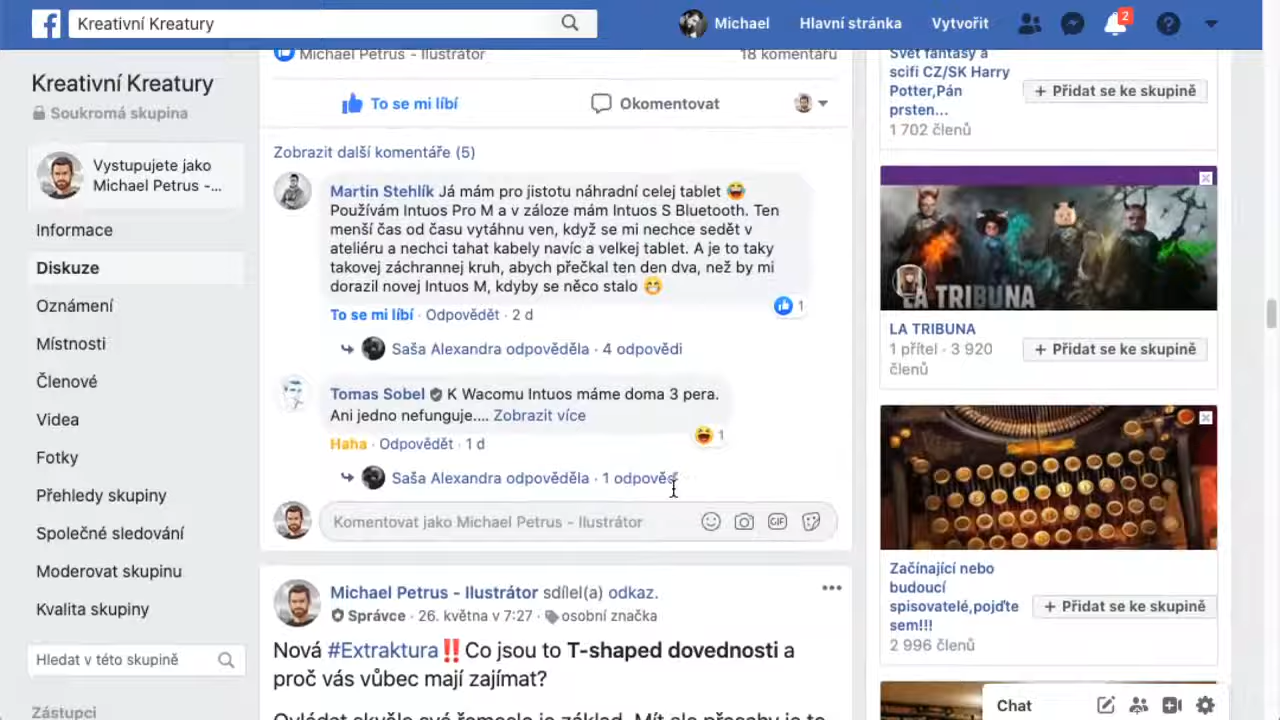 Kreativní Kreatury
Michael
Hlavní stránka
Vytvořit
2
Kreativní Kreatury
Soukromá skupina
Vystupujete jako
Michael Petrus -...
Informace
Diskuze
Oznámení
Místnosti
Členové
Videa
Fotky
Přehledy skupiny
Společné sledování
Moderovat skupinu
Kvalita skupiny
Hledat v této skupině
Zástupci
Michael Petrus - Ilustrátor
18 komentářů
To se mi líbí
Okomentovat
Zobrazit další komentáře (5)
Martin Stehlík Já mám pro jistotu náhradní celej tablet 😂
Používám Intuos Pro M a v záloze mám Intuos S Bluetooth. Ten
menší čas od času vytáhnu ven, když se mi nechce sedět v
ateliéru a nechci tahat kabely navíc a velkej tablet. A je to taky
takovej záchrannej kruh, abych přečkal ten den dva, než by mi
dorazil novej Intuos M, kdyby se něco stalo 😁
1
To se mi líbí · Odpovědět · 2 d
Saša Alexandra odpověděla · 4 odpovědi
Tomas Sobel K Wacomu Intuos máme doma 3 pera.
Ani jedno nefunguje.... Zobrazit více
1
Haha · Odpovědět · 1 d
Saša Alexandra odpověděla · 1 odpověď
Komentovat jako Michael Petrus - Ilustrátor
GIF
Michael Petrus - Ilustrátor sdílel(a) odkaz.
Správce · 26. května v 7:27 · osobní značka
Nová #Extraktura‼️Co jsou to T-shaped dovednosti a
proč vás vůbec mají zajímat?
Ovládat skvěle své řemeslo je základ. Mít ale přesahy je to
Svět fantasy a
scifi CZ/SK Harry
Potter,Pán
prsten...
1 702 členů
+ Přidat se ke skupině
LA TRIBUNA
LA TRIBUNA
1 přítel · 3 920
členů
+ Přidat se ke skupině
Začínající nebo
budoucí
spisovatelé,pojďte
sem!!!
2 996 členů
+ Přidat se ke skupině
Chat